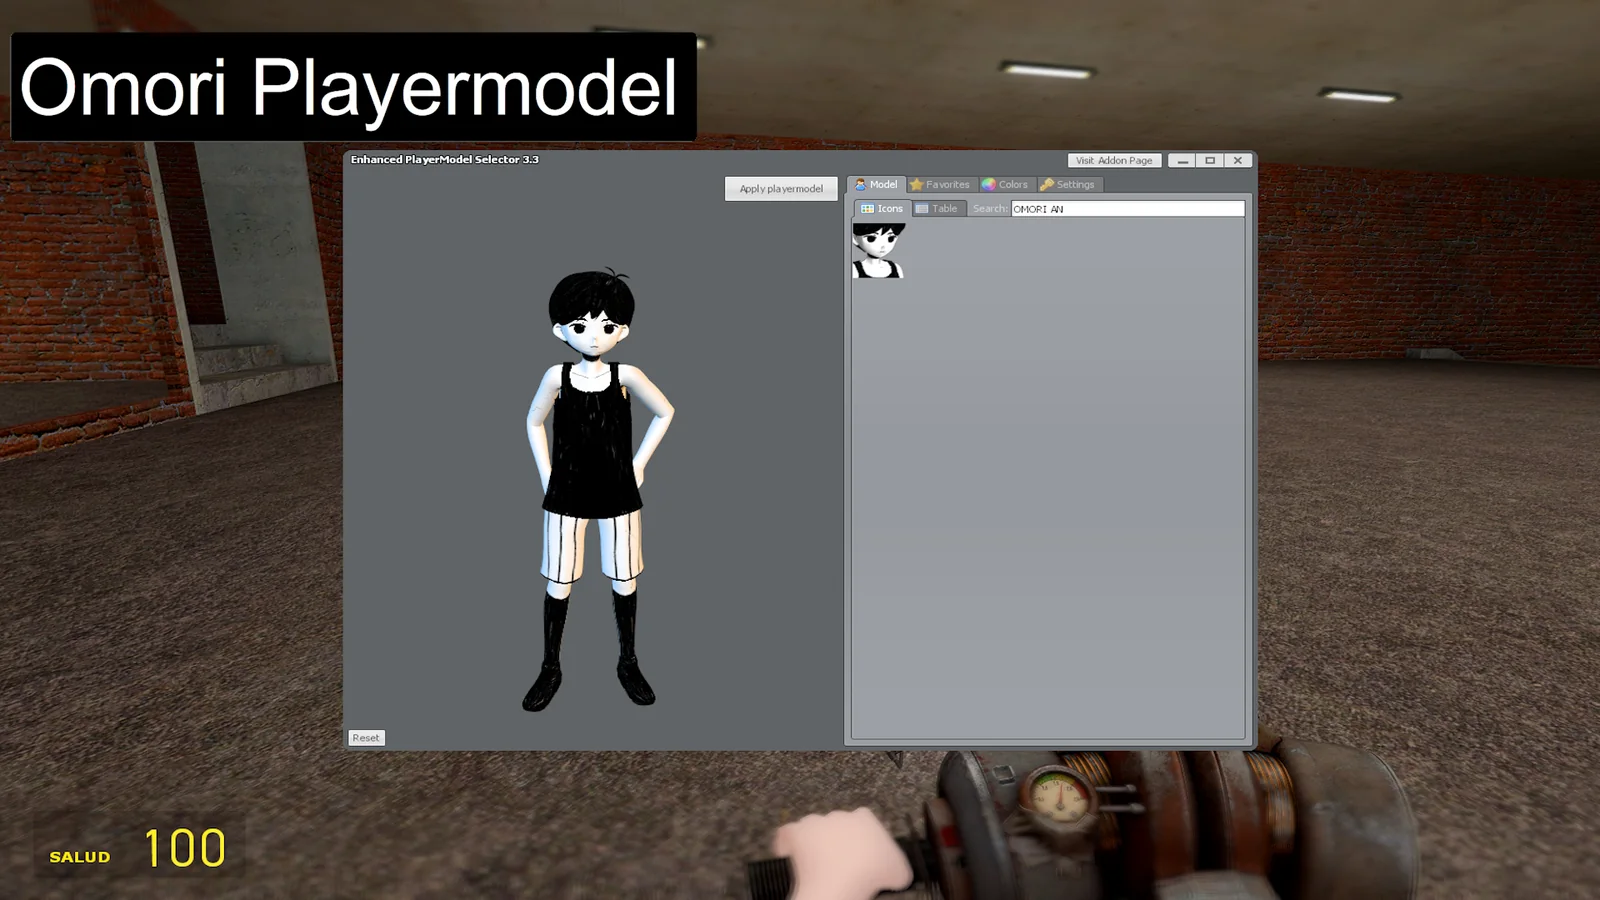 Omori Playermodel
Enhanced PlayerModel Selector 3.3
Visit Addon Page
Apply playermodel
Model
Favorites
Colors
Settings
Icons
Table
Search:
OMORI AN
Reset
SALUD 100